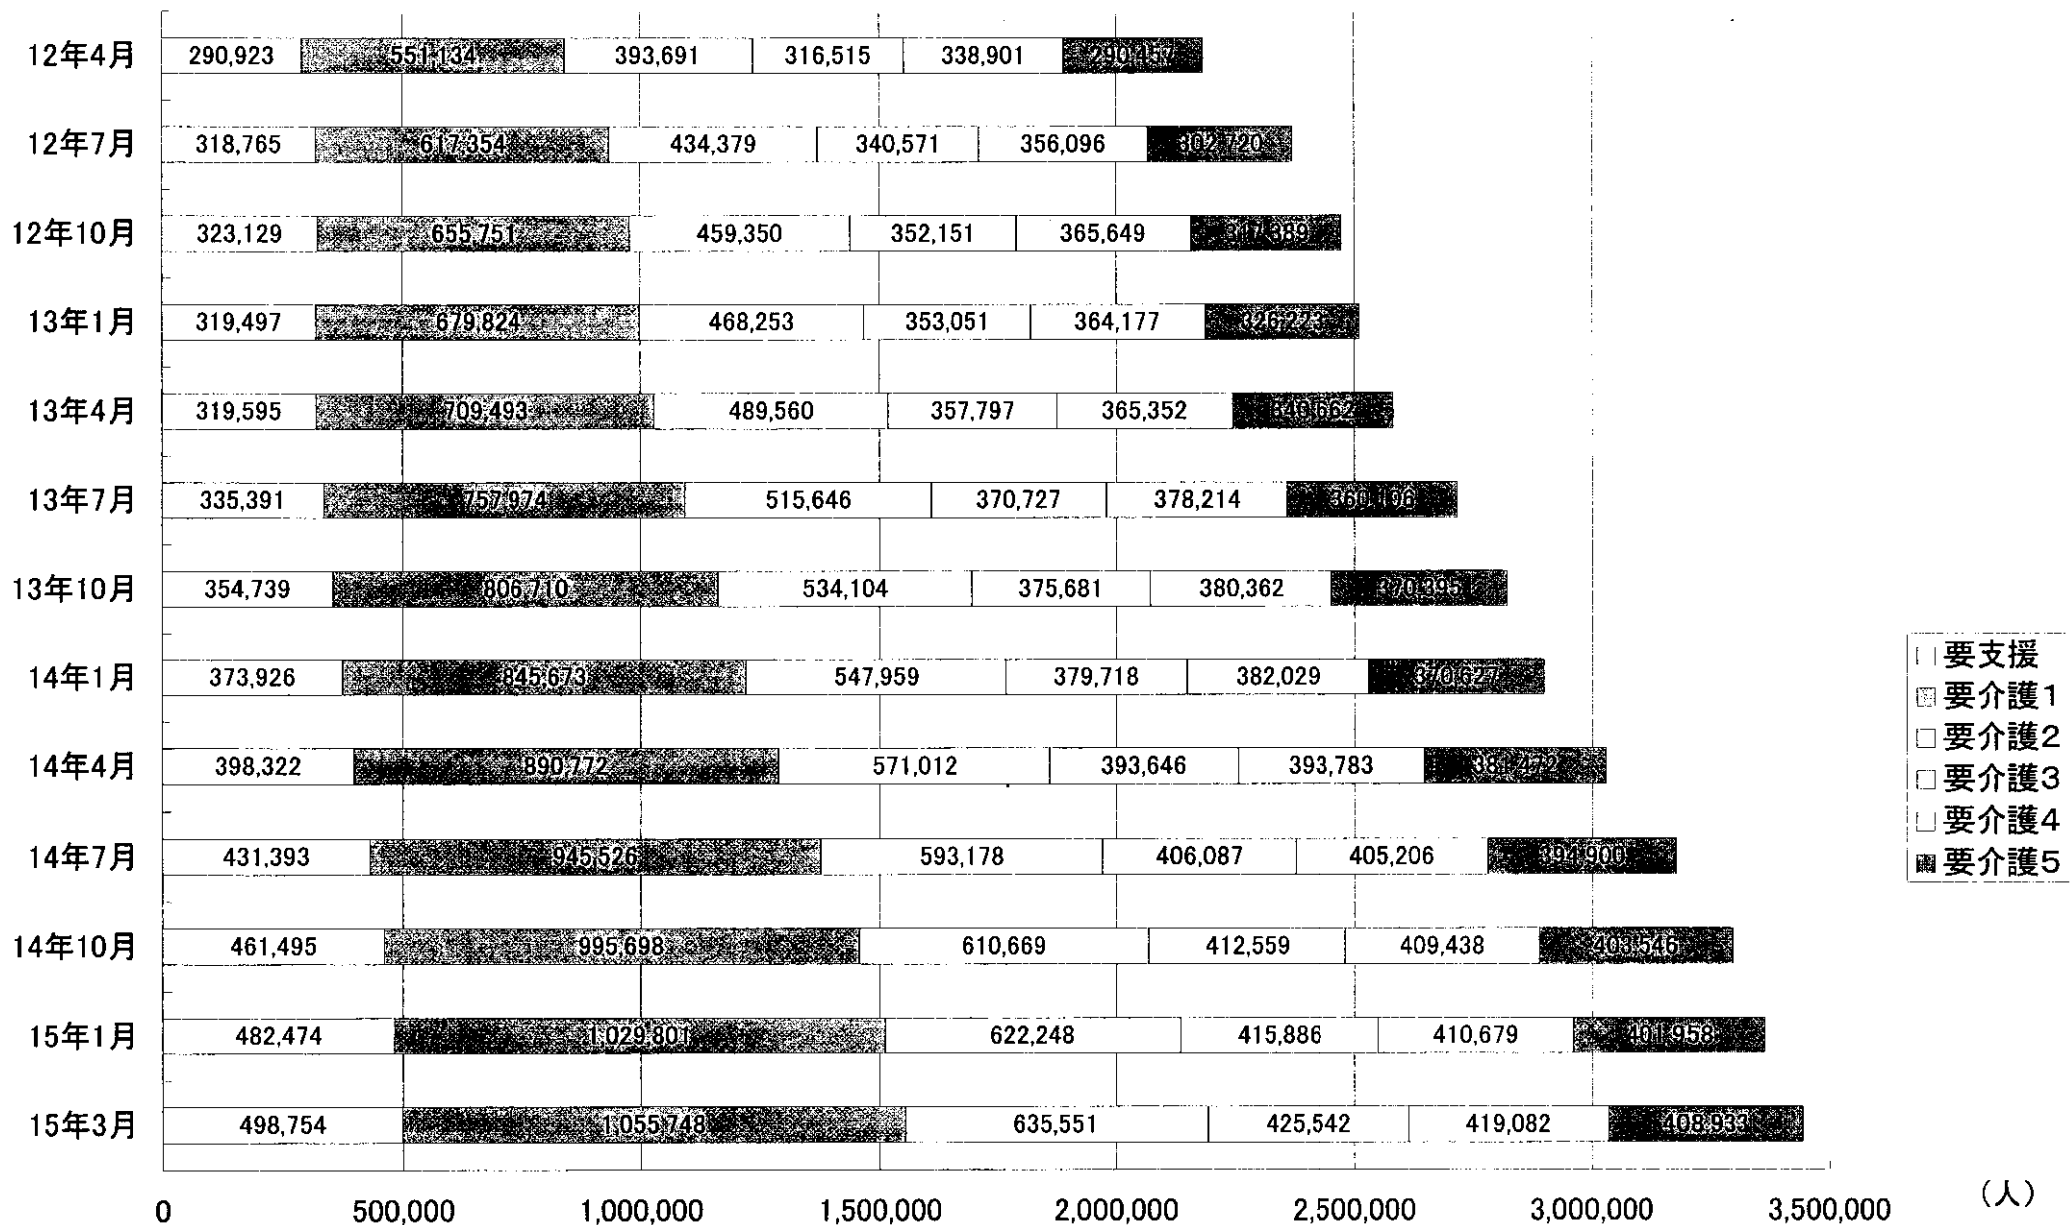 12年4月 290,923 551,134 393,691 316,515 338,901 290,457
12年7月 318,765 617,354 434,379 340,571 356,096 302,720
12年10月 323,129 655,751 459,350 352,151 365,649 317,389
13年1月 319,497 679,824 468,253 353,051 364,177 326,223
13年4月 319,595 709,493 489,560 357,797 365,352 340,662
13年7月 335,391 757,974 515,646 370,727 378,214 360,196
13年10月 354,739 806,710 534,104 375,681 380,362 370,395
14年1月 373,926 845,673 547,959 379,718 382,029 370,627
14年4月 398,322 890,772 571,012 393,646 393,783 381,472
14年7月 431,393 945,526 593,178 406,087 405,206 394,900
14年10月 461,495 995,698 610,669 412,559 409,438 403,546
15年1月 482,474 1,029,801 622,248 415,886 410,679 401,958
15年3月 498,754 1,055,748 635,551 425,542 419,082 408,933
0 500,000 1,000,000 1,500,000 2,000,000 2,500,000 3,000,000 3,500,000
(人)
要支援
要介護1
要介護2
要介護3
要介護4
要介護5